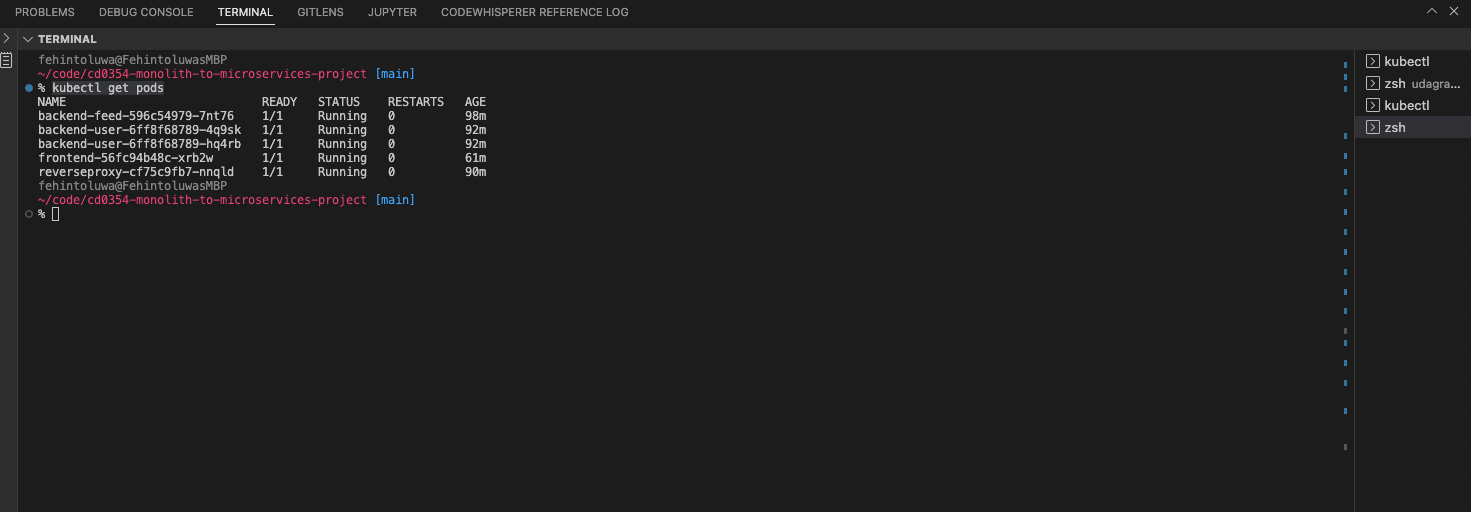 PROBLEMS DEBUG CONSOLE TERMINAL GITLENS JUPYTER CODEWHISPERER REFERENCE LOG
TERMINAL
fehintoluwa@FehintoluwasMBP
~/code/cd0354-monolith-to-microservices-project [main]
% kubectl get pods
NAME READY STATUS RESTARTS AGE
backend-feed-596c54979-7nt76 1/1 Running 0 98m
backend-user-6ff8f68789-4q9sk 1/1 Running 0 92m
backend-user-6ff8f68789-hq4rb 1/1 Running 0 92m
frontend-56fc94b48c-xrb2w 1/1 Running 0 61m
reverseproxy-cf75c9fb7-nnqld 1/1 Running 0 90m
fehintoluwa@FehintoluwasMBP
~/code/cd0354-monolith-to-microservices-project [main]
%
kubectl
zsh udagra...
kubectl
zsh